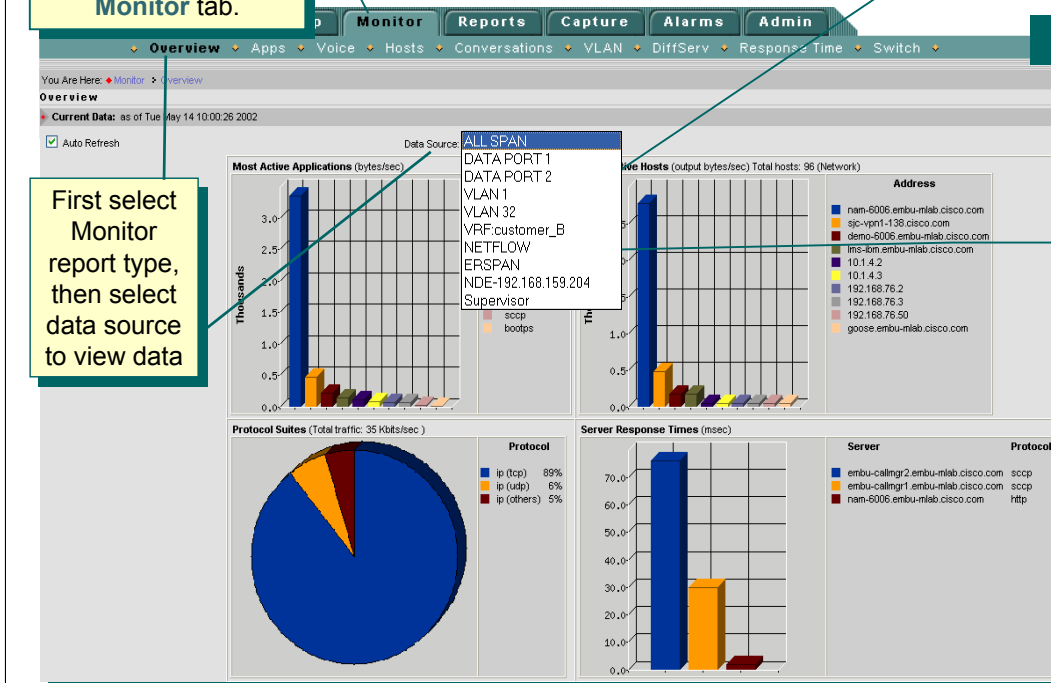 Monitor tab.
p Monitor Reports Capture Alarms Admin
Overview Apps Voice Hosts Conversations VLAN DiffServ Response Time Switch
You Are Here: Monitor Overview
Overview
Current Data: as of Tue May 14 10:00:26 2002
Auto Refresh
Data Source: ALL SPAN
DATA PORT 1
DATA PORT 2
VLAN 1
VLAN 32
VRF:customer_B
NETFLOW
ERSPAN
NDE-192.168.159.204
Supervisor
First select
Monitor
report type,
then select
data source
to view data
Most Active Applications (bytes/sec)
Thousands
3.0
2.5
2.0
1.5
1.0
0.5
0.0
sccp
bootps
ive Hosts (output bytes/sec) Total hosts: 96 (Network)
1.0
0.5
0.0
Address
nam-6006.embu-mlab.cisco.com
sjc-vpn1-138.cisco.com
demo-6006.embu-mlab.cisco.com
lms-ibm.embu-mlab.cisco.com
10.1.4.2
10.1.4.3
192.168.76.2
192.168.76.3
192.168.76.50
goose.embu-mlab.cisco.com
Protocol Suites (Total traffic: 35 Kbits/sec )
Protocol
ip (tcp) 89%
ip (udp) 6%
ip (others) 5%
Server Response Times (msec)
70.0
60.0
50.0
40.0
30.0
20.0
10.0
0.0
Server Protocol
embu-callmgr2.embu-mlab.cisco.com sccp
embu-callmgr1.embu-mlab.cisco.com sccp
nam-6006.embu-mlab.cisco.com http